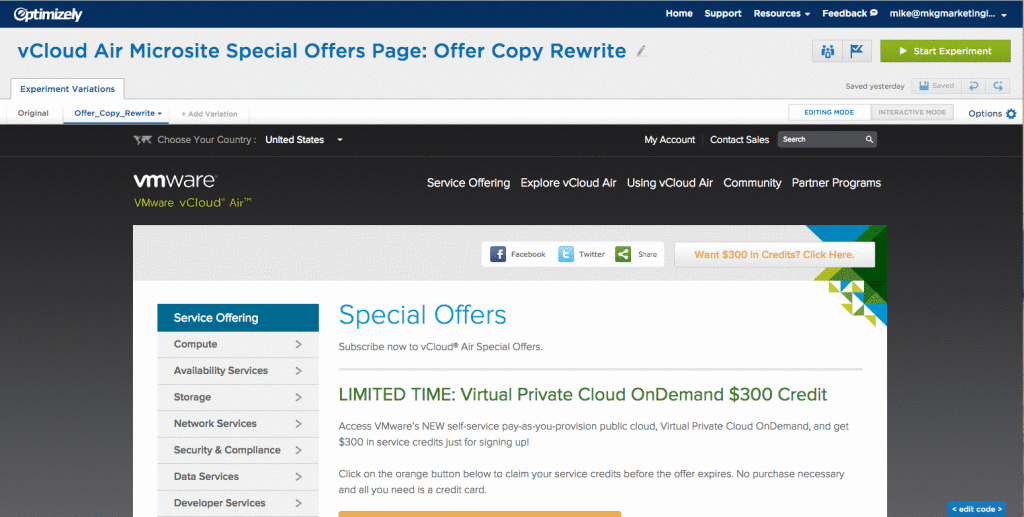 Optimizely
Home Support Resources Feedback mike@mkgmarketingi...
vCloud Air Microsite Special Offers Page: Offer Copy Rewrite
Start Experiment
Experiment Variations
Saved yesterday Saved
Original Offer_Copy_Rewrite + Add Variation
EDITING MODE INTERACTIVE MODE Options
Choose Your Country : United States
My Account Contact Sales Search
vmware®
VMware vCloud® Air™
Service Offering Explore vCloud Air Using vCloud Air Community Partner Programs
Facebook Twitter Share
Want $300 in Credits? Click Here.
Service Offering
Compute
Availability Services
Storage
Network Services
Security & Compliance
Data Services
Developer Services
Special Offers
Subscribe now to vCloud® Air Special Offers.
LIMITED TIME: Virtual Private Cloud OnDemand $300 Credit
Access VMware's NEW self-service pay-as-you-provision public cloud, Virtual Private Cloud OnDemand, and get
$300 in service credits just for signing up!
Click on the orange button below to claim your service credits before the offer expires. No purchase necessary
and all you need is a credit card.
< edit code >